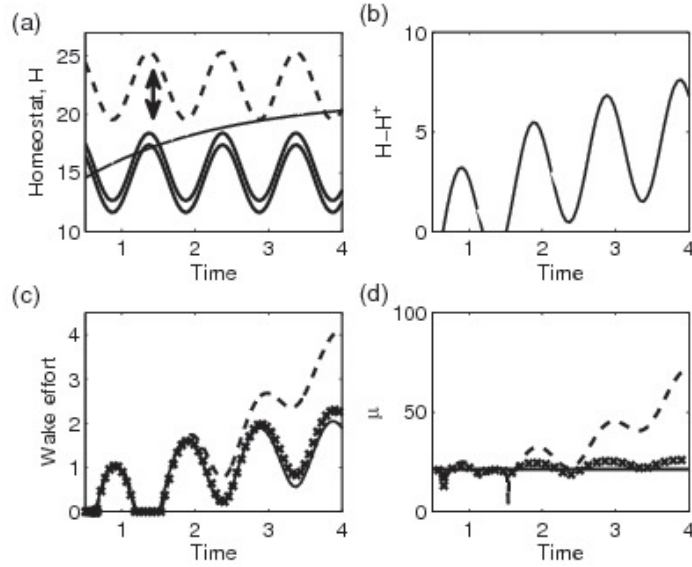 (a)
Homeostat, H
25
20
15
10
1 2 3 4
Time
(b)
H-H⁺
10
5
0
1 2 3 4
Time
(c)
Wake effort
4
3
2
1
0
1 2 3 4
Time
(d)
μ
100
50
0
1 2 3 4
Time